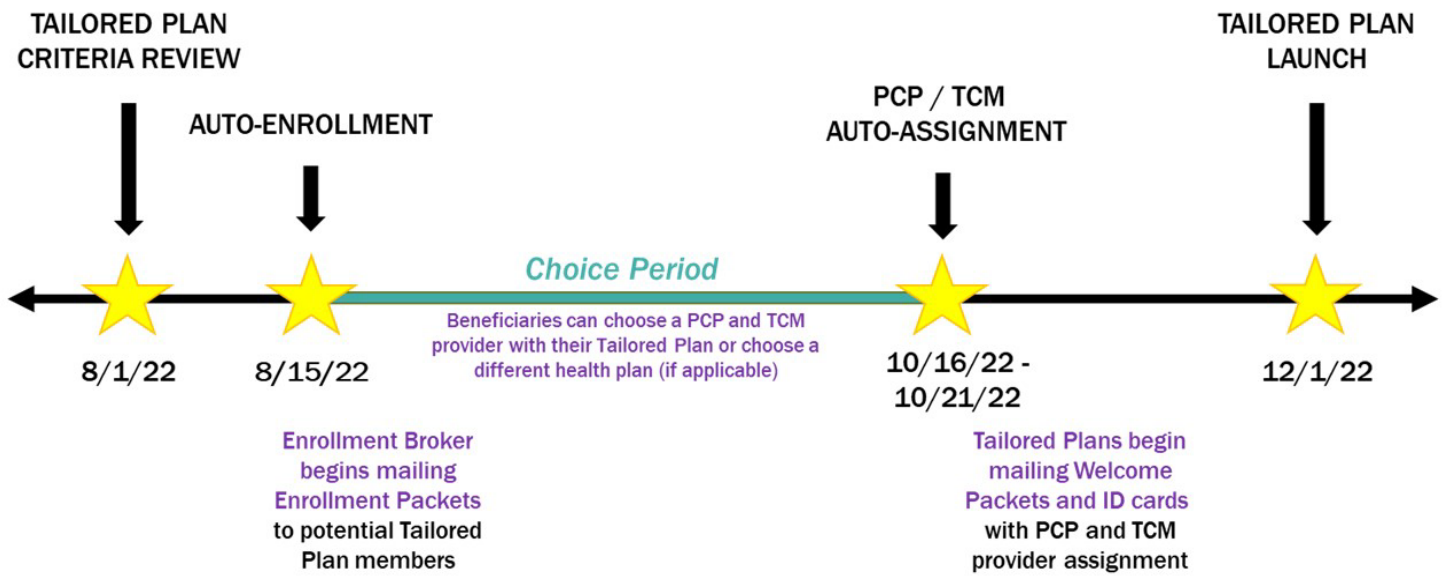 TAILORED PLAN
CRITERIA REVIEW
AUTO-ENROLLMENT
PCP / TCM
AUTO-ASSIGNMENT
TAILORED PLAN
LAUNCH
Choice Period
Beneficiaries can choose a PCP and TCM
provider with their Tailored Plan or choose a
different health plan (if applicable)
8/1/22
8/15/22
10/16/22 -
10/21/22
12/1/22
Enrollment Broker
begins mailing
Enrollment Packets
to potential Tailored
Plan members
Tailored Plans begin
mailing Welcome
Packets and ID cards
with PCP and TCM
provider assignment